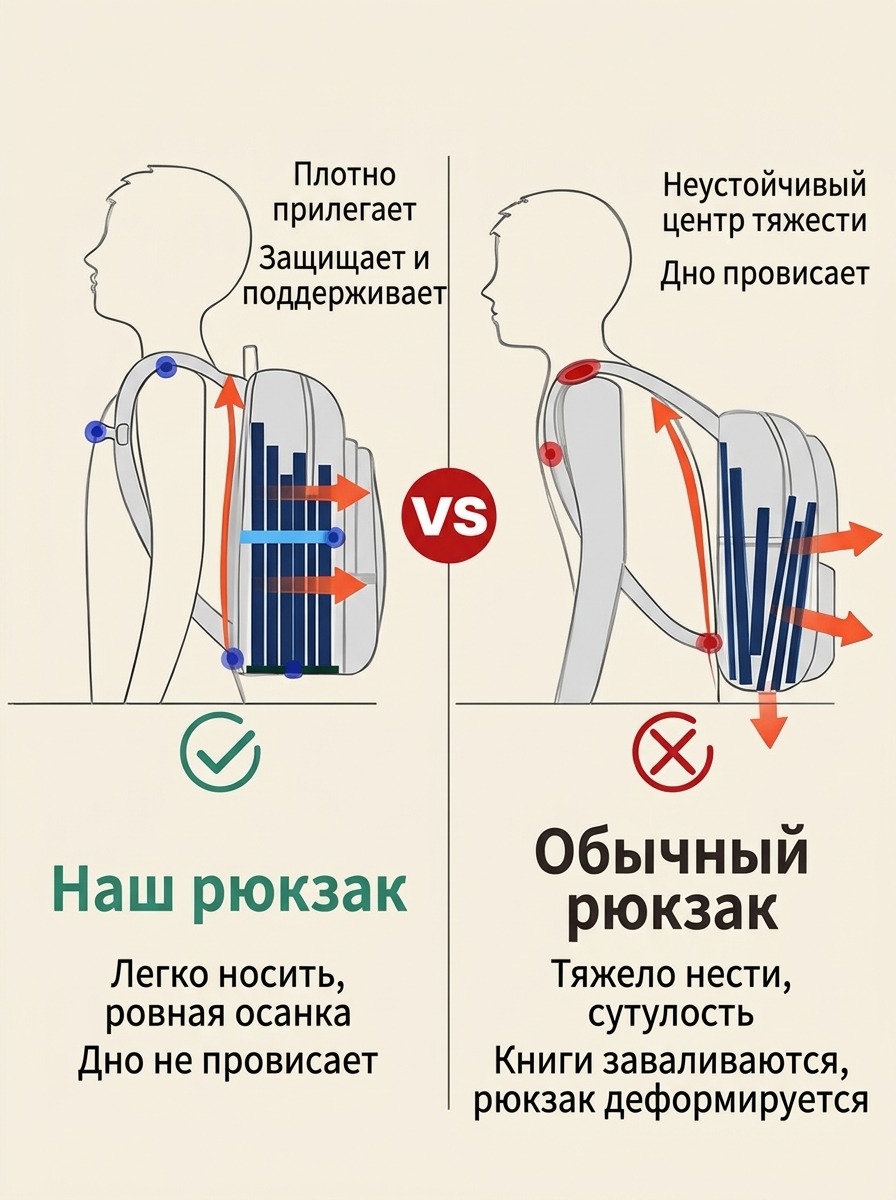 Плотно
прилегает
Защищает и
поддерживает
Неустойчивый
центр тяжести
Дно провисает
VS
Наш рюкзак
Легко носить,
ровная осанка
Дно не провисает
Обычный
рюкзак
Тяжело нести,
сутулость
Книги заваливаются,
рюкзак деформируется